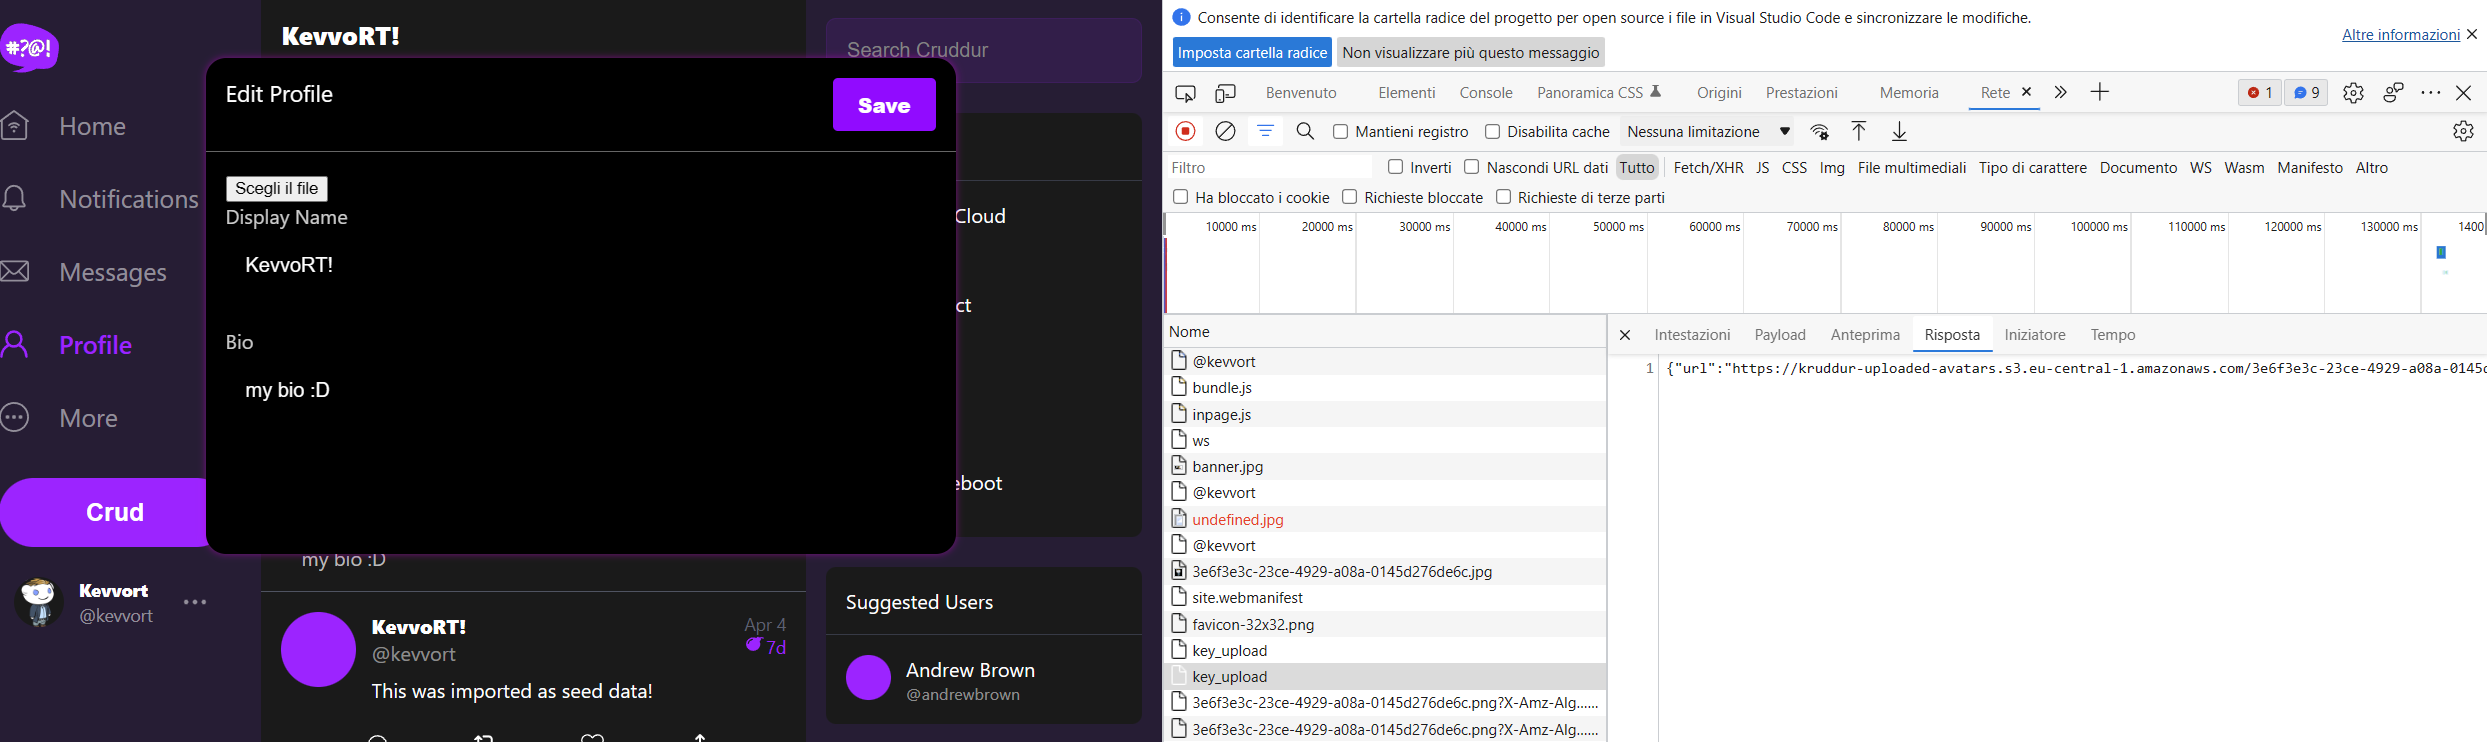 #?@!
Home
Notifications
Messages
Profile
More
Crud
Kevvort
@kevvort
KevvoRT!
Edit Profile
Save
Scegli il file
Display Name
KevvoRT!
Bio
my bio :D
my bio :D
KevvoRT!
@kevvort
Apr 4
7d
This was imported as seed data!
Search Cruddur
Cloud
ct
eboot
Suggested Users
Andrew Brown
@andrewbrown
Consente di identificare la cartella radice del progetto per open source i file in Visual Studio Code e sincronizzare le modifiche.
Imposta cartella radice
Non visualizzare più questo messaggio
Altre informazioni
Benvenuto
Elementi
Console
Panoramica CSS
Origini
Prestazioni
Memoria
Rete
1
9
Mantieni registro
Disabilita cache
Nessuna limitazione
Filtro
Inverti
Nascondi URL dati
Tutto
Fetch/XHR
JS
CSS
Img
File multimediali
Tipo di carattere
Documento
WS
Wasm
Manifesto
Altro
Ha bloccato i cookie
Richieste bloccate
Richieste di terze parti
10000 ms
20000 ms
30000 ms
40000 ms
50000 ms
60000 ms
70000 ms
80000 ms
90000 ms
100000 ms
110000 ms
120000 ms
130000 ms
1400
Nome
@kevvort
bundle.js
inpage.js
ws
banner.jpg
@kevvort
undefined.jpg
@kevvort
3e6f3e3c-23ce-4929-a08a-0145d276de6c.jpg
site.webmanifest
favicon-32x32.png
key_upload
key_upload
3e6f3e3c-23ce-4929-a08a-0145d276de6c.png?X-Amz-Alg......
3e6f3e3c-23ce-4929-a08a-0145d276de6c.png?X-Amz-Alg......
Intestazioni
Payload
Anteprima
Risposta
Iniziatore
Tempo
1
{"url":"https://kruddur-uploaded-avatars.s3.eu-central-1.amazonaws.com/3e6f3e3c-23ce-4929-a08a-0145d